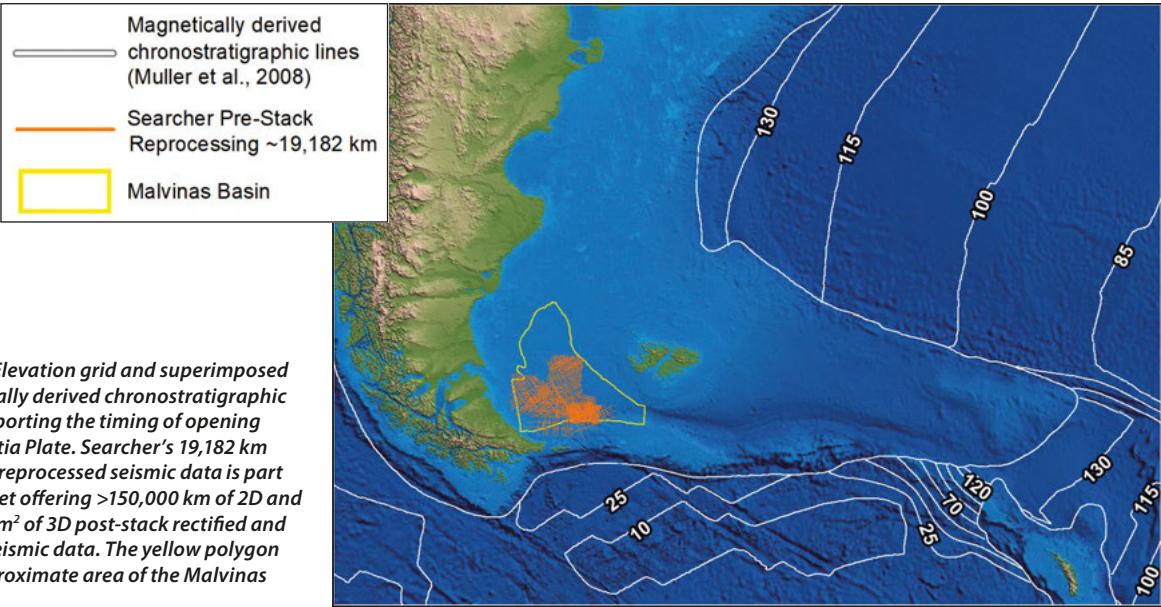 Magnetically derived
chronostratigraphic lines
(Muller et al., 2008)
Searcher Pre-Stack
Reprocessing ~19,182 km
Malvinas Basin
Elevation grid and superimposed
ally derived chronostratigraphic
porting the timing of opening
tia Plate. Searcher's 19,182 km
reprocessed seismic data is part
et offering >150,000 km of 2D and
m² of 3D post-stack rectified and
eismic data. The yellow polygon
roximate area of the Malvinas
130
115
100
85
25
10
120
70
25
130
115
100